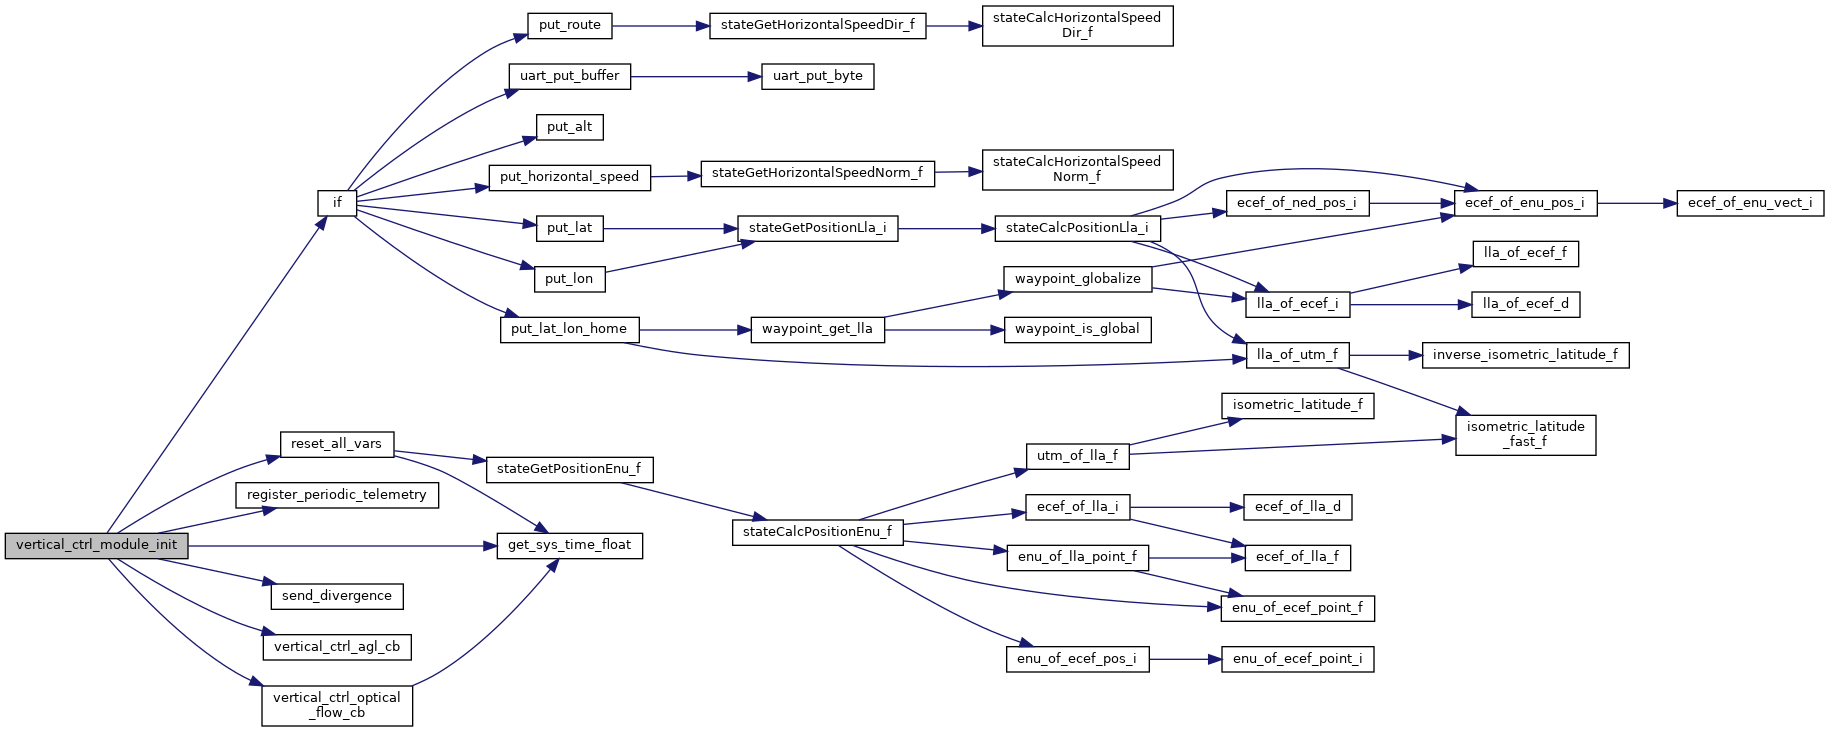 put_route
stateGetHorizontalSpeedDir_f
stateCalcHorizontalSpeed
Dir_f
uart_put_buffer
uart_put_byte
put_alt
put_horizontal_speed
stateGetHorizontalSpeedNorm_f
stateCalcHorizontalSpeed
Norm_f
if
put_lat
stateGetPositionLla_i
stateCalcPositionLla_i
ecef_of_ned_pos_i
ecef_of_enu_pos_i
ecef_of_enu_vect_i
put_lon
waypoint_globalize
lla_of_ecef_i
lla_of_ecef_f
lla_of_ecef_d
put_lat_lon_home
waypoint_get_lla
waypoint_is_global
lla_of_utm_f
inverse_isometric_latitude_f
isometric_latitude_f
isometric_latitude
_fast_f
reset_all_vars
stateGetPositionEnu_f
utm_of_lla_f
register_periodic_telemetry
ecef_of_lla_i
ecef_of_lla_d
vertical_ctrl_module_init
get_sys_time_float
stateCalcPositionEnu_f
enu_of_lla_point_f
ecef_of_lla_f
send_divergence
enu_of_ecef_point_f
vertical_ctrl_agl_cb
enu_of_ecef_pos_i
enu_of_ecef_point_i
vertical_ctrl_optical
_flow_cb